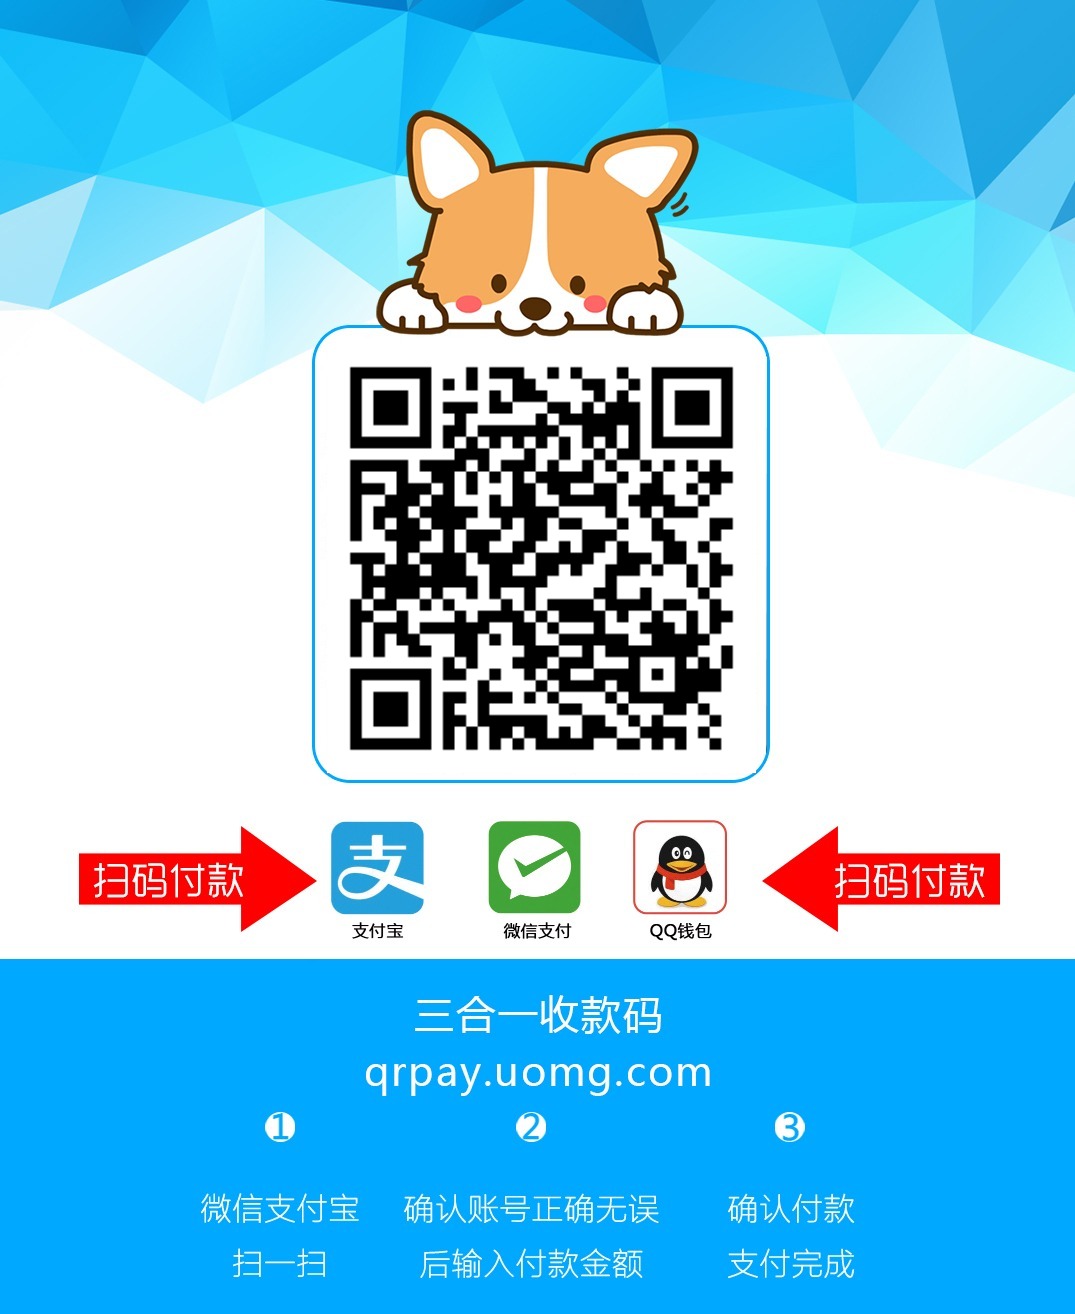 扫码付款
支
支付宝
微信支付
QQ钱包
扫码付款
三合一收款码
qrpay.uomg.com
1
微信支付宝
扫一扫
2
确认账号正确无误
后输入付款金额
3
确认付款
支付完成